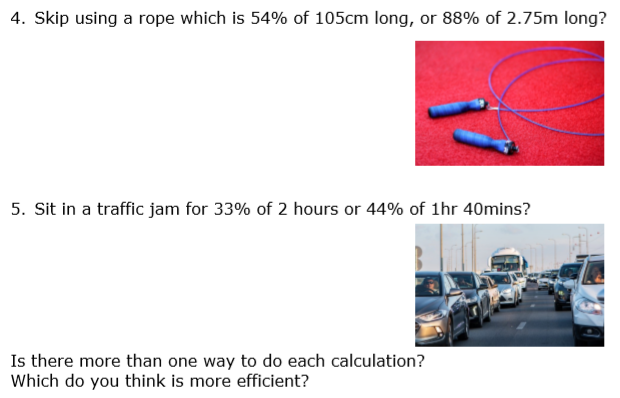 4. Skip using a rope which is 54% of 105cm long, or 88% of 2.75m long?
5. Sit in a traffic jam for 33% of 2 hours or 44% of 1hr 40mins?
Is there more than one way to do each calculation?
Which do you think is more efficient?